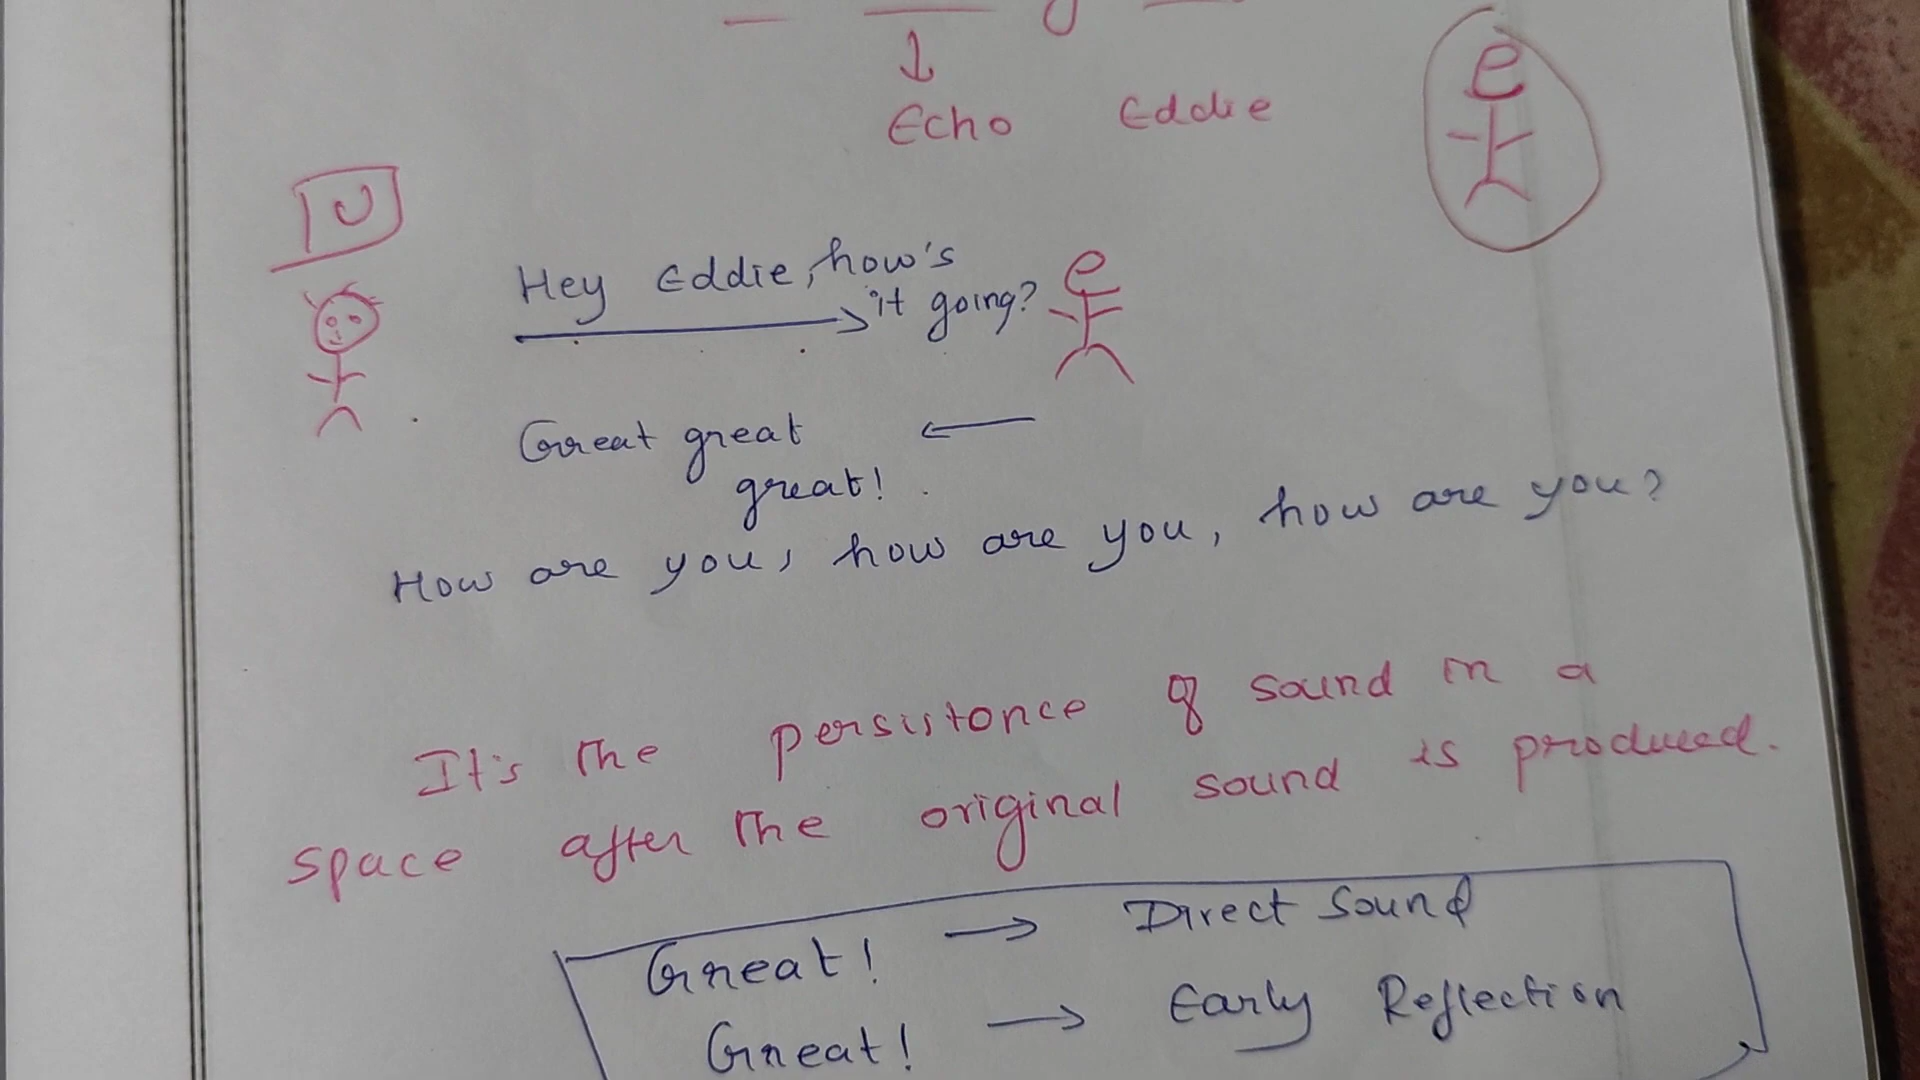 Echo Eddie
e
U
Hey Eddie, how's
it going?
e
Great great
great!
How are you, how are you, how are you?
It's the persistonce of sound in a
space after the original sound is produced.
Great! → Direct Sound
Great! → Early Reflection